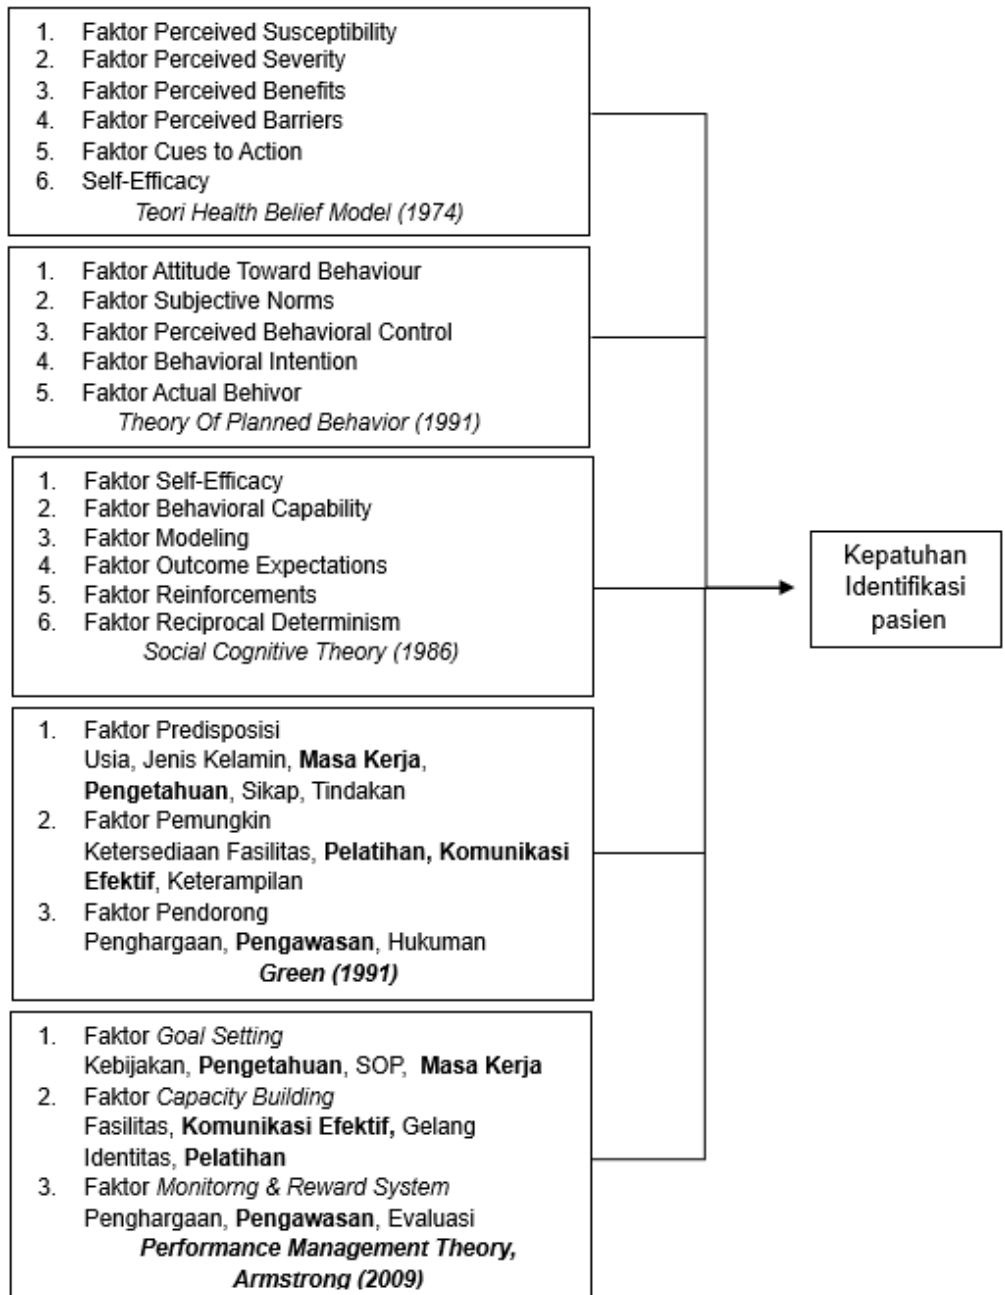 1. Faktor Perceived Susceptibility
2. Faktor Perceived Severity
3. Faktor Perceived Benefits
4. Faktor Perceived Barriers
5. Faktor Cues to Action
6. Self-Efficacy
Teori Health Belief Model (1974)
1. Faktor Attitude Toward Behaviour
2. Faktor Subjective Norms
3. Faktor Perceived Behavioral Control
4. Faktor Behavioral Intention
5. Faktor Actual Behivor
Theory Of Planned Behavior (1991)
1. Faktor Self-Efficacy
2. Faktor Behavioral Capability
3. Faktor Modeling
4. Faktor Outcome Expectations
5. Faktor Reinforcements
6. Faktor Reciprocal Determinism
Social Cognitive Theory (1986)
1. Faktor Predisposisi
Usia, Jenis Kelamin, Masa Kerja,
Pengetahuan, Sikap, Tindakan
2. Faktor Pemungkin
Ketersediaan Fasilitas, Pelatihan, Komunikasi
Efektif, Keterampilan
3. Faktor Pendorong
Penghargaan, Pengawasan, Hukuman
Green (1991)
1. Faktor Goal Setting
Kebijakan, Pengetahuan, SOP, Masa Kerja
2. Faktor Capacity Building
Fasilitas, Komunikasi Efektif, Gelang
Identitas, Pelatihan
3. Faktor Monitorng & Reward System
Penghargaan, Pengawasan, Evaluasi
Performance Management Theory,
Armstrong (2009)
Kepatuhan
Identifikasi
pasien